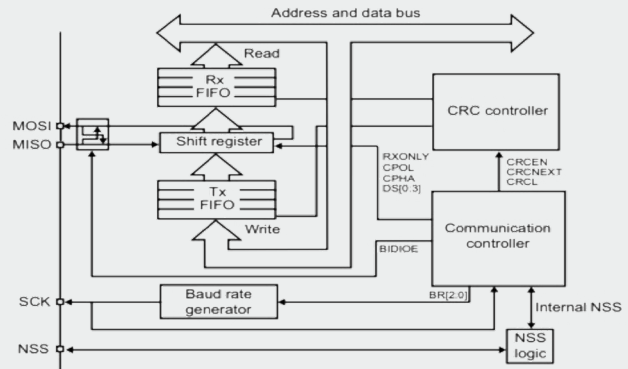 Address and data bus
Read
Rx
FIFO
CRC controller
MOSI
MISO
Shift register
RXONLY
CPOL
CPHA
DS[0:3]
CRCEN
CRCNEXT
CRCL
Tx
FIFO
Write
Communication
controller
BIDIOE
SCK
Baud rate
generator
BR[2:0]
Internal NSS
NSS
NSS
logic